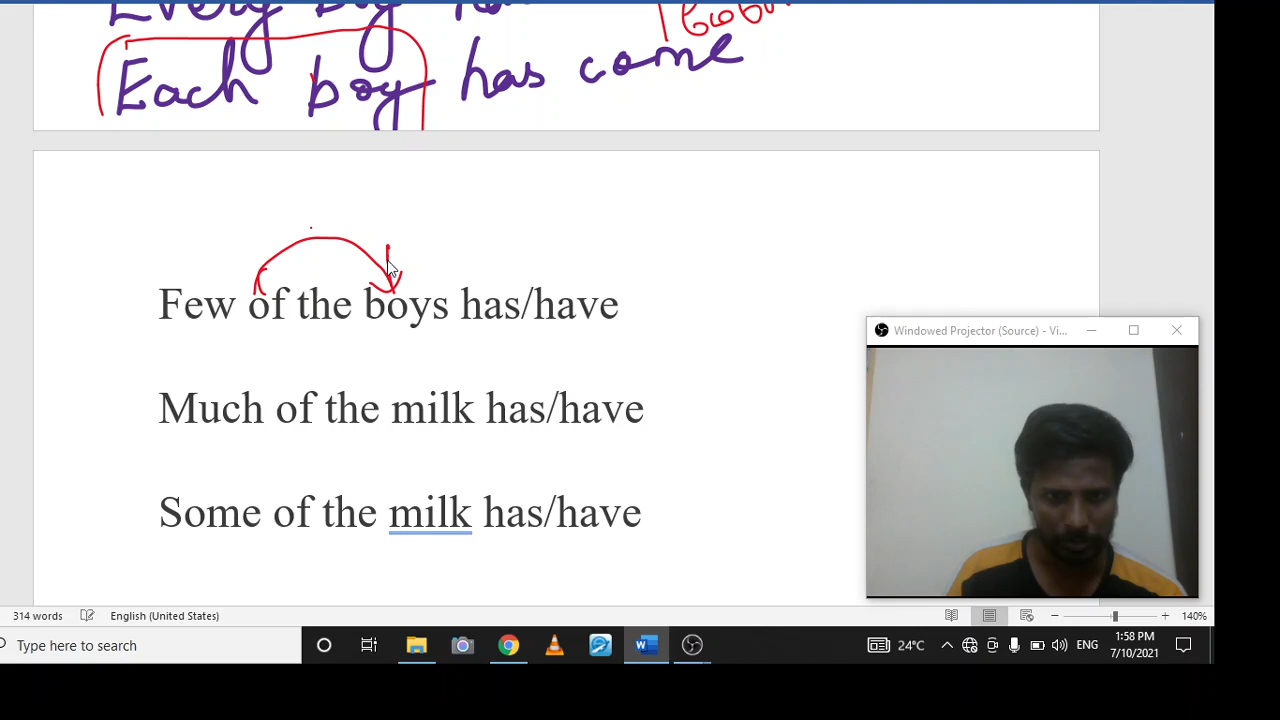 Every boy
Each boy has come
Few of the boys has/have
Much of the milk has/have
Some of the milk has/have
Windowed Projector (Source) - Vi...
314 words
English (United States)
140%
Type here to search
24°C
ENG
1:58 PM
7/10/2021